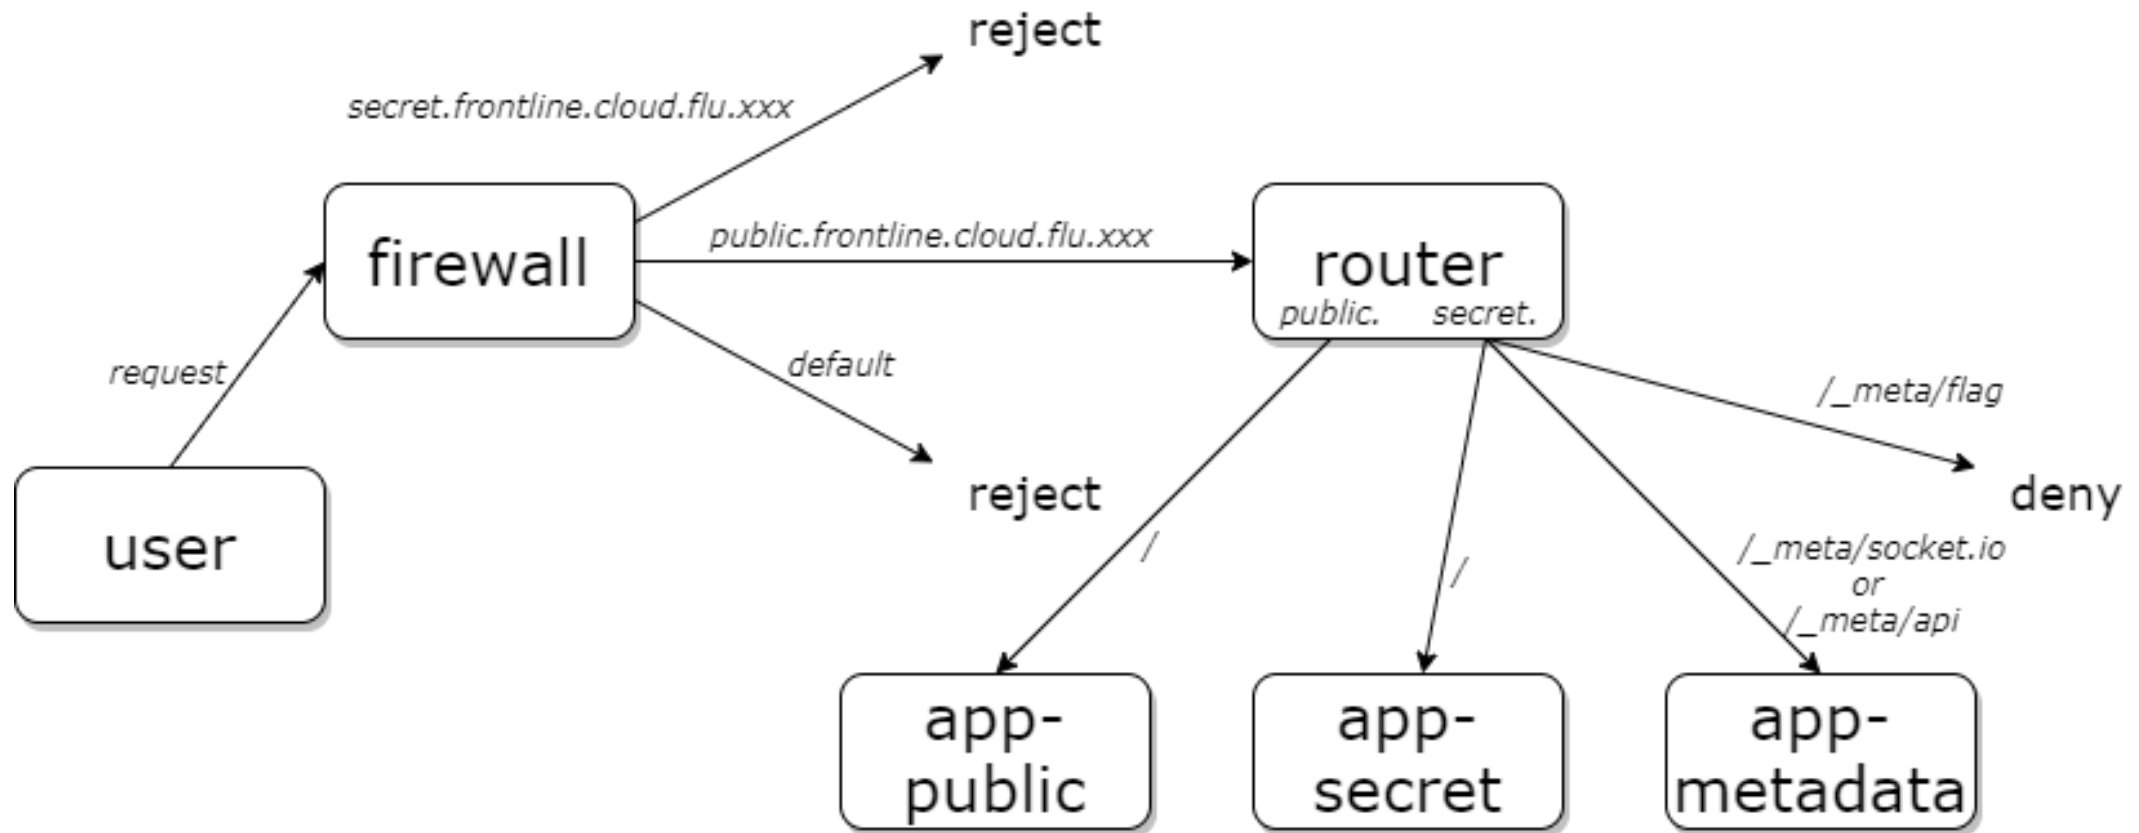 reject
secret.frontline.cloud.flu.xxx
firewall
public.frontline.cloud.flu.xxx
router
public.
secret.
request
default
/_meta/flag
reject
deny
user
/
/
/_meta/socket.io
or
/_meta/api
app-
public
app-
secret
app-
metadata